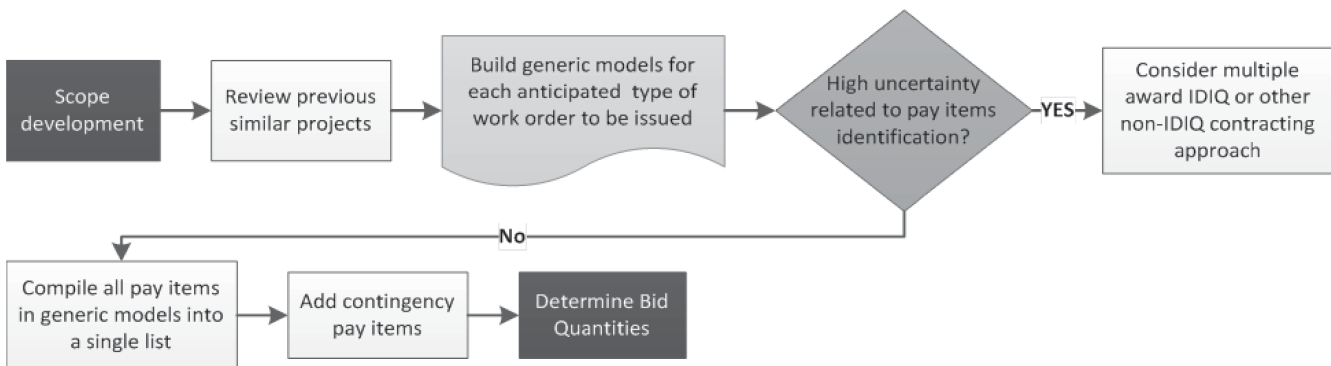 Scope
development
Review previous
similar projects
Build generic models for
each anticipated type of
work order to be issued
High uncertainty
related to pay items
identification?
YES
Consider multiple
award IDIQ or other
non-IDIQ contracting
approach
No
Compile all pay items
in generic models into
a single list
Add contingency
pay items
Determine Bid
Quantities